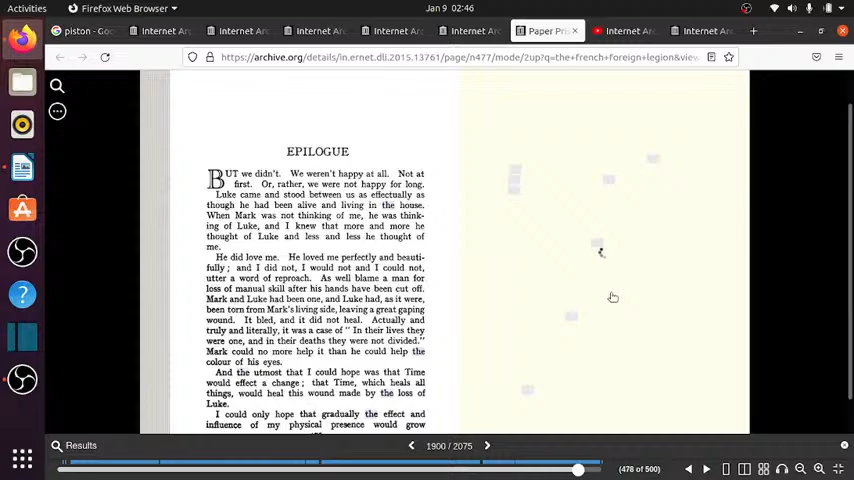 Activities
Firefox Web Browser
Jan 9 02:46
piston - Goo
Internet Arc
Internet Arc
Internet Arc
Internet Arc
Internet Arc
Paper Pris
Internet Arc
Internet Arc
https://archive.org/details/in.ernet.dli.2015.13761/page/n477/mode/2up?q=the+french+foreign+legion&view
EPILOGUE
BUT we didn't. We weren't happy at all. Not at
first. Or, rather, we were not happy for long.
Luke came and stood between us as effectually as
though he had been alive and living in the house.
When Mark was not thinking of me, he was think-
ing of Luke, and I knew that more and more he
thought of Luke and less and less he thought of
me.
He did love me. He loved me perfectly and beauti-
fully; and I did not, I would not and I could not,
utter a word of reproach. As well blame a man for
loss of manual skill after his hands have been cut off.
Mark and Luke had been one, and Luke had, as it were,
been torn from Mark's living side, leaving a great gaping
wound. It bled, and it did not heal. Actually and
truly and literally, it was a case of " In their lives they
were one, and in their deaths they were not divided."
Mark could no more help it than he could help the
colour of his eyes.
And the utmost that I could hope was that Time
would effect a change; that Time, which heals all
things, would heal this wound made by the loss of
Luke.
I could only hope that gradually the effect and
influence of my physical presence would grow
Results
1900 / 2075
(478 of 500)